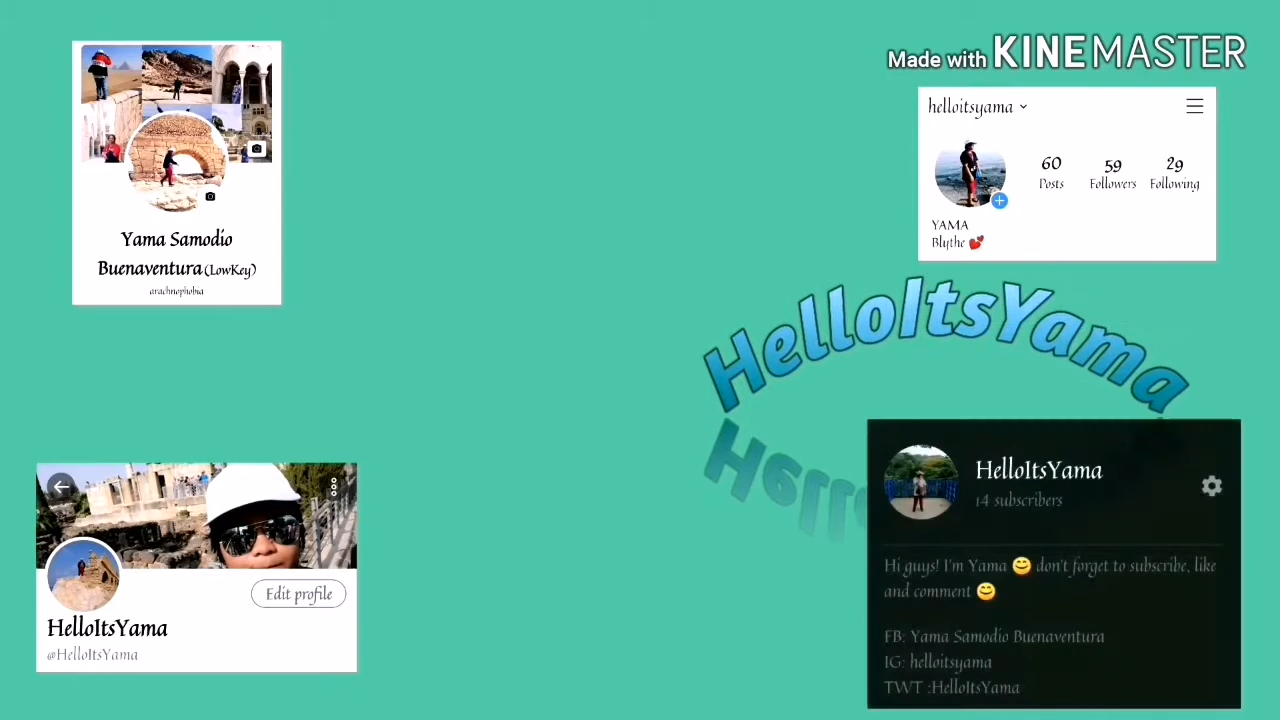 Made with KINEMASTER
Yama Samodio
Buenaventura (LowKey)
arachnophobia
helloitsyama
60
59
29
Posts
Followers
Following
YAMA
Blythe 💕
HelloItsYama
Edit profile
HelloItsYama
@HelloItsYama
HelloItsYama
14 subscribers
Hi guys! I'm Yama 😊 don't forget to subscribe, like
and comment 😊
FB: Yama Samodio Buenaventura
IG: helloitsyama
TWT :HelloItsYama